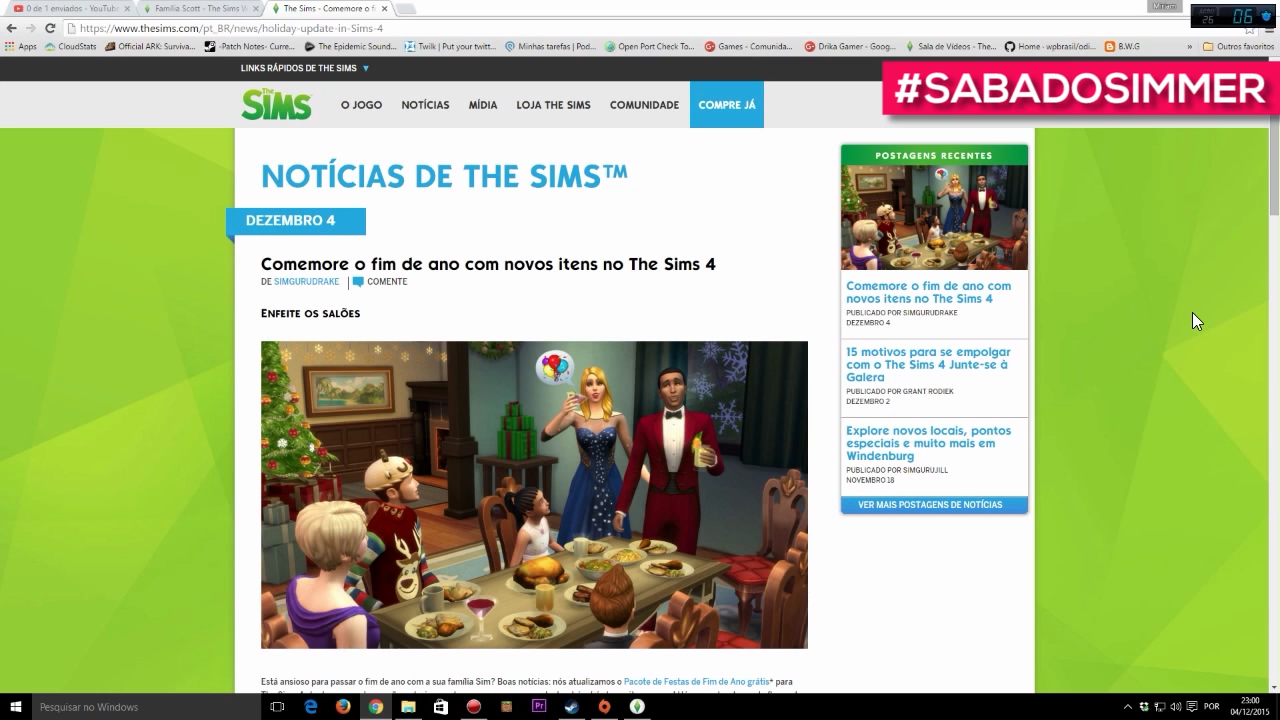 0 de 1 enviados - YouTube
Família Scott - The Sims
The Sims - Comemore o f
Miriam
https://www.thesims.com/pt_BR/news/holiday-update-in-Sims-4
26
06
Apps
CloudStats
Official ARK: Surviva...
-Patch Notes- Curre...
The Epidemic Sound...
Twilk | Put your twitt...
Minhas tarefas | Pod...
Open Port Check To...
Games - Comunida...
Drika Gamer - Goog...
Sala de Vídeos - The...
Home · wpbrasil/odi...
B.W.G
»
Outros favoritos
LINKS RÁPIDOS DE THE SIMS
#SABADOSIMMER
The SIMS
O JOGO
NOTÍCIAS
MÍDIA
LOJA THE SIMS
COMUNIDADE
COMPRE JÁ
NOTÍCIAS DE THE SIMS™
DEZEMBRO 4
Comemore o fim de ano com novos itens no The Sims 4
DE SIMGURUDRAKE | COMENTE
ENFEITE OS SALÕES
Está ansioso para passar o fim de ano com a sua família Sim? Boas notícias: nós atualizamos o Pacote de Festas de Fim de Ano grátis* para
POSTAGENS RECENTES
Comemore o fim de ano com
novos itens no The Sims 4
PUBLICADO POR SIMGURUDRAKE
DEZEMBRO 4
15 motivos para se empolgar
com o The Sims 4 Junte-se à
Galera
PUBLICADO POR GRANT RODIEK
DEZEMBRO 2
Explore novos locais, pontos
especiais e muito mais em
Windenburg
PUBLICADO POR SIMGURUJILL
NOVEMBRO 18
VER MAIS POSTAGENS DE NOTÍCIAS
Pesquisar no Windows
Pr
POR
23:00
04/12/2015